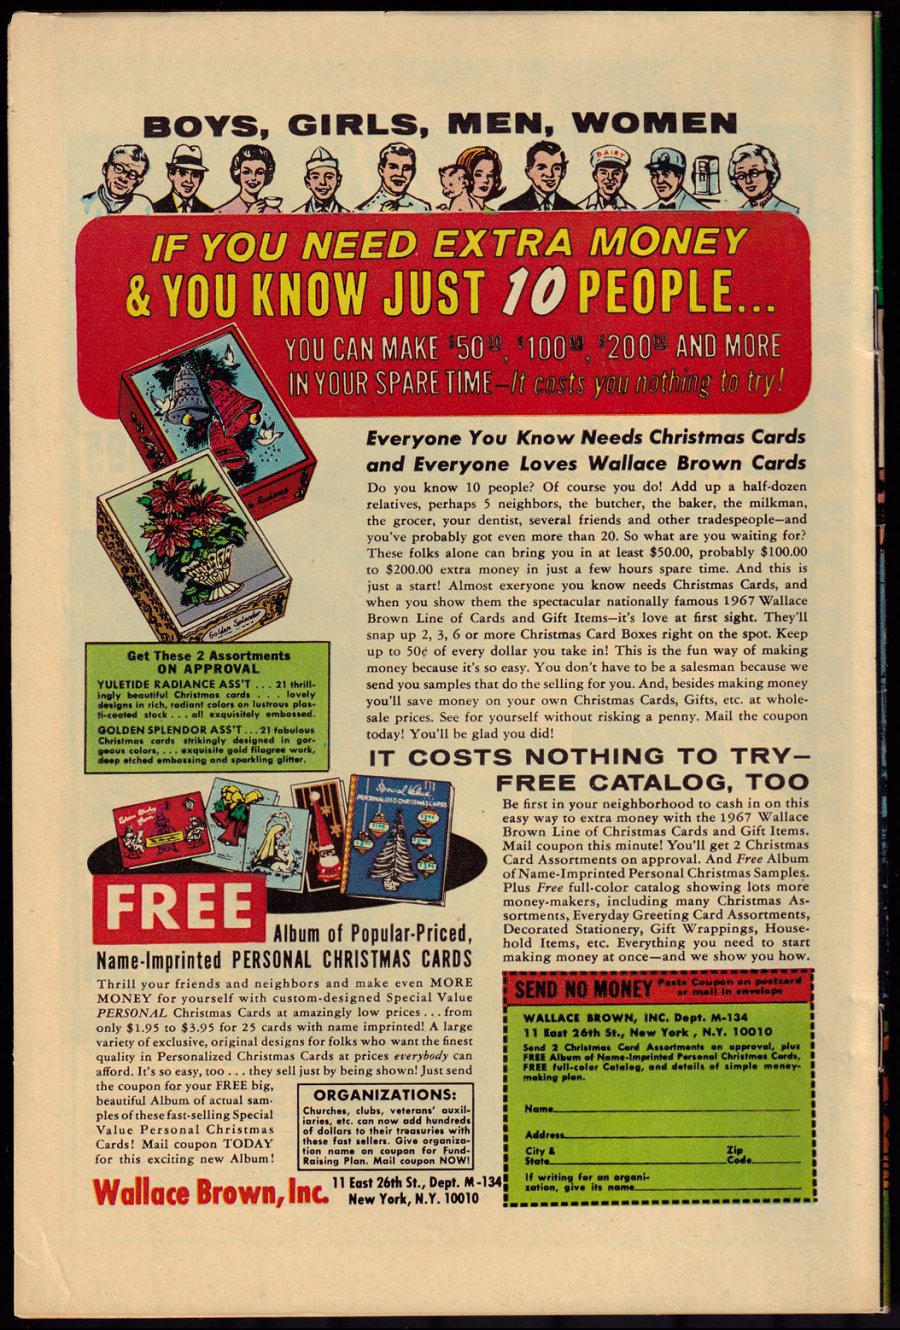 BOYS, GIRLS, MEN, WOMEN
DAIRY
IF YOU NEED EXTRA MONEY
& YOU KNOW JUST 10 PEOPLE...
YOU CAN MAKE $50.00, $100.00, $200.00 AND MORE
IN YOUR SPARE TIME—It costs you nothing to try!
Radiance
Golden Splendor
Get These 2 Assortments
ON APPROVAL
YULETIDE RADIANCE ASS'T . . . 21 thrill-
ingly beautiful Christmas cards . . . lovely
designs in rich, radiant colors on lustrous plas-
ti-coated stock . . . all exquisitely embossed.
GOLDEN SPLENDOR ASS'T . . . 21 fabulous
Christmas cards strikingly designed in gor-
geous colors, . . . exquisite gold filagree work,
deep etched embossing and sparkling glitter.
Everyone You Know Needs Christmas Cards
and Everyone Loves Wallace Brown Cards
Do you know 10 people? Of course you do! Add up a half-dozen
relatives, perhaps 5 neighbors, the butcher, the baker, the milkman,
the grocer, your dentist, several friends and other tradespeople—and
you've probably got even more than 20. So what are you waiting for?
These folks alone can bring you in at least $50.00, probably $100.00
to $200.00 extra money in just a few hours spare time. And this is
just a start! Almost everyone you know needs Christmas Cards, and
when you show them the spectacular nationally famous 1967 Wallace
Brown Line of Cards and Gift Items—it's love at first sight. They'll
snap up 2, 3, 6 or more Christmas Card Boxes right on the spot. Keep
up to 50¢ of every dollar you take in! This is the fun way of making
money because it's so easy. You don't have to be a salesman because we
send you samples that do the selling for you. And, besides making money
you'll save money on your own Christmas Cards, Gifts, etc. at whole-
sale prices. See for yourself without risking a penny. Mail the coupon
today! You'll be glad you did!
IT COSTS NOTHING TO TRY—
FREE CATALOG, TOO
Be first in your neighborhood to cash in on this
easy way to extra money with the 1967 Wallace
Brown Line of Christmas Cards and Gift Items.
Mail coupon this minute! You'll get 2 Christmas
Card Assortments on approval. And Free Album
of Name-Imprinted Personal Christmas Samples.
Plus Free full-color catalog showing lots more
money-makers, including many Christmas As-
sortments, Everyday Greeting Card Assortments,
Decorated Stationery, Gift Wrappings, House-
hold Items, etc. Everything you need to start
making money at once—and we show you how.
Special Value
PERSONALIZED CHRISTMAS CARDS
FREE
Album of Popular-Priced,
Name-Imprinted PERSONAL CHRISTMAS CARDS
Thrill your friends and neighbors and make even MORE
MONEY for yourself with custom-designed Special Value
PERSONAL Christmas Cards at amazingly low prices . . . from
only $1.95 to $3.95 for 25 cards with name imprinted! A large
variety of exclusive, original designs for folks who want the finest
quality in Personalized Christmas Cards at prices everybody can
afford. It's so easy, too . . . they sell just by being shown! Just send
the coupon for your FREE big,
beautiful Album of actual sam-
ples of these fast-selling Special
Value Personal Christmas
Cards! Mail coupon TODAY
for this exciting new Album!
ORGANIZATIONS:
Churches, clubs, veterans' auxil-
iaries, etc. can now add hundreds
of dollars to their treasuries with
these fast sellers. Give organiza-
tion name on coupon for Fund-
Raising Plan. Mail coupon NOW!
Wallace Brown, Inc.
11 East 26th St., Dept. M-134
New York, N.Y. 10010
SEND NO MONEY Paste Coupon on postcard
or mail in envelope
WALLACE BROWN, INC. Dept. M-134
11 East 26th St., New York, N.Y. 10010
Send 2 Christmas Card Assortments on approval, plus
FREE Album of Name-Imprinted Personal Christmas Cards,
FREE full-color Catalog, and details of simple money-
making plan.
Name
Address
City &
State
Zip
Code
If writing for an organi-
zation, give its name